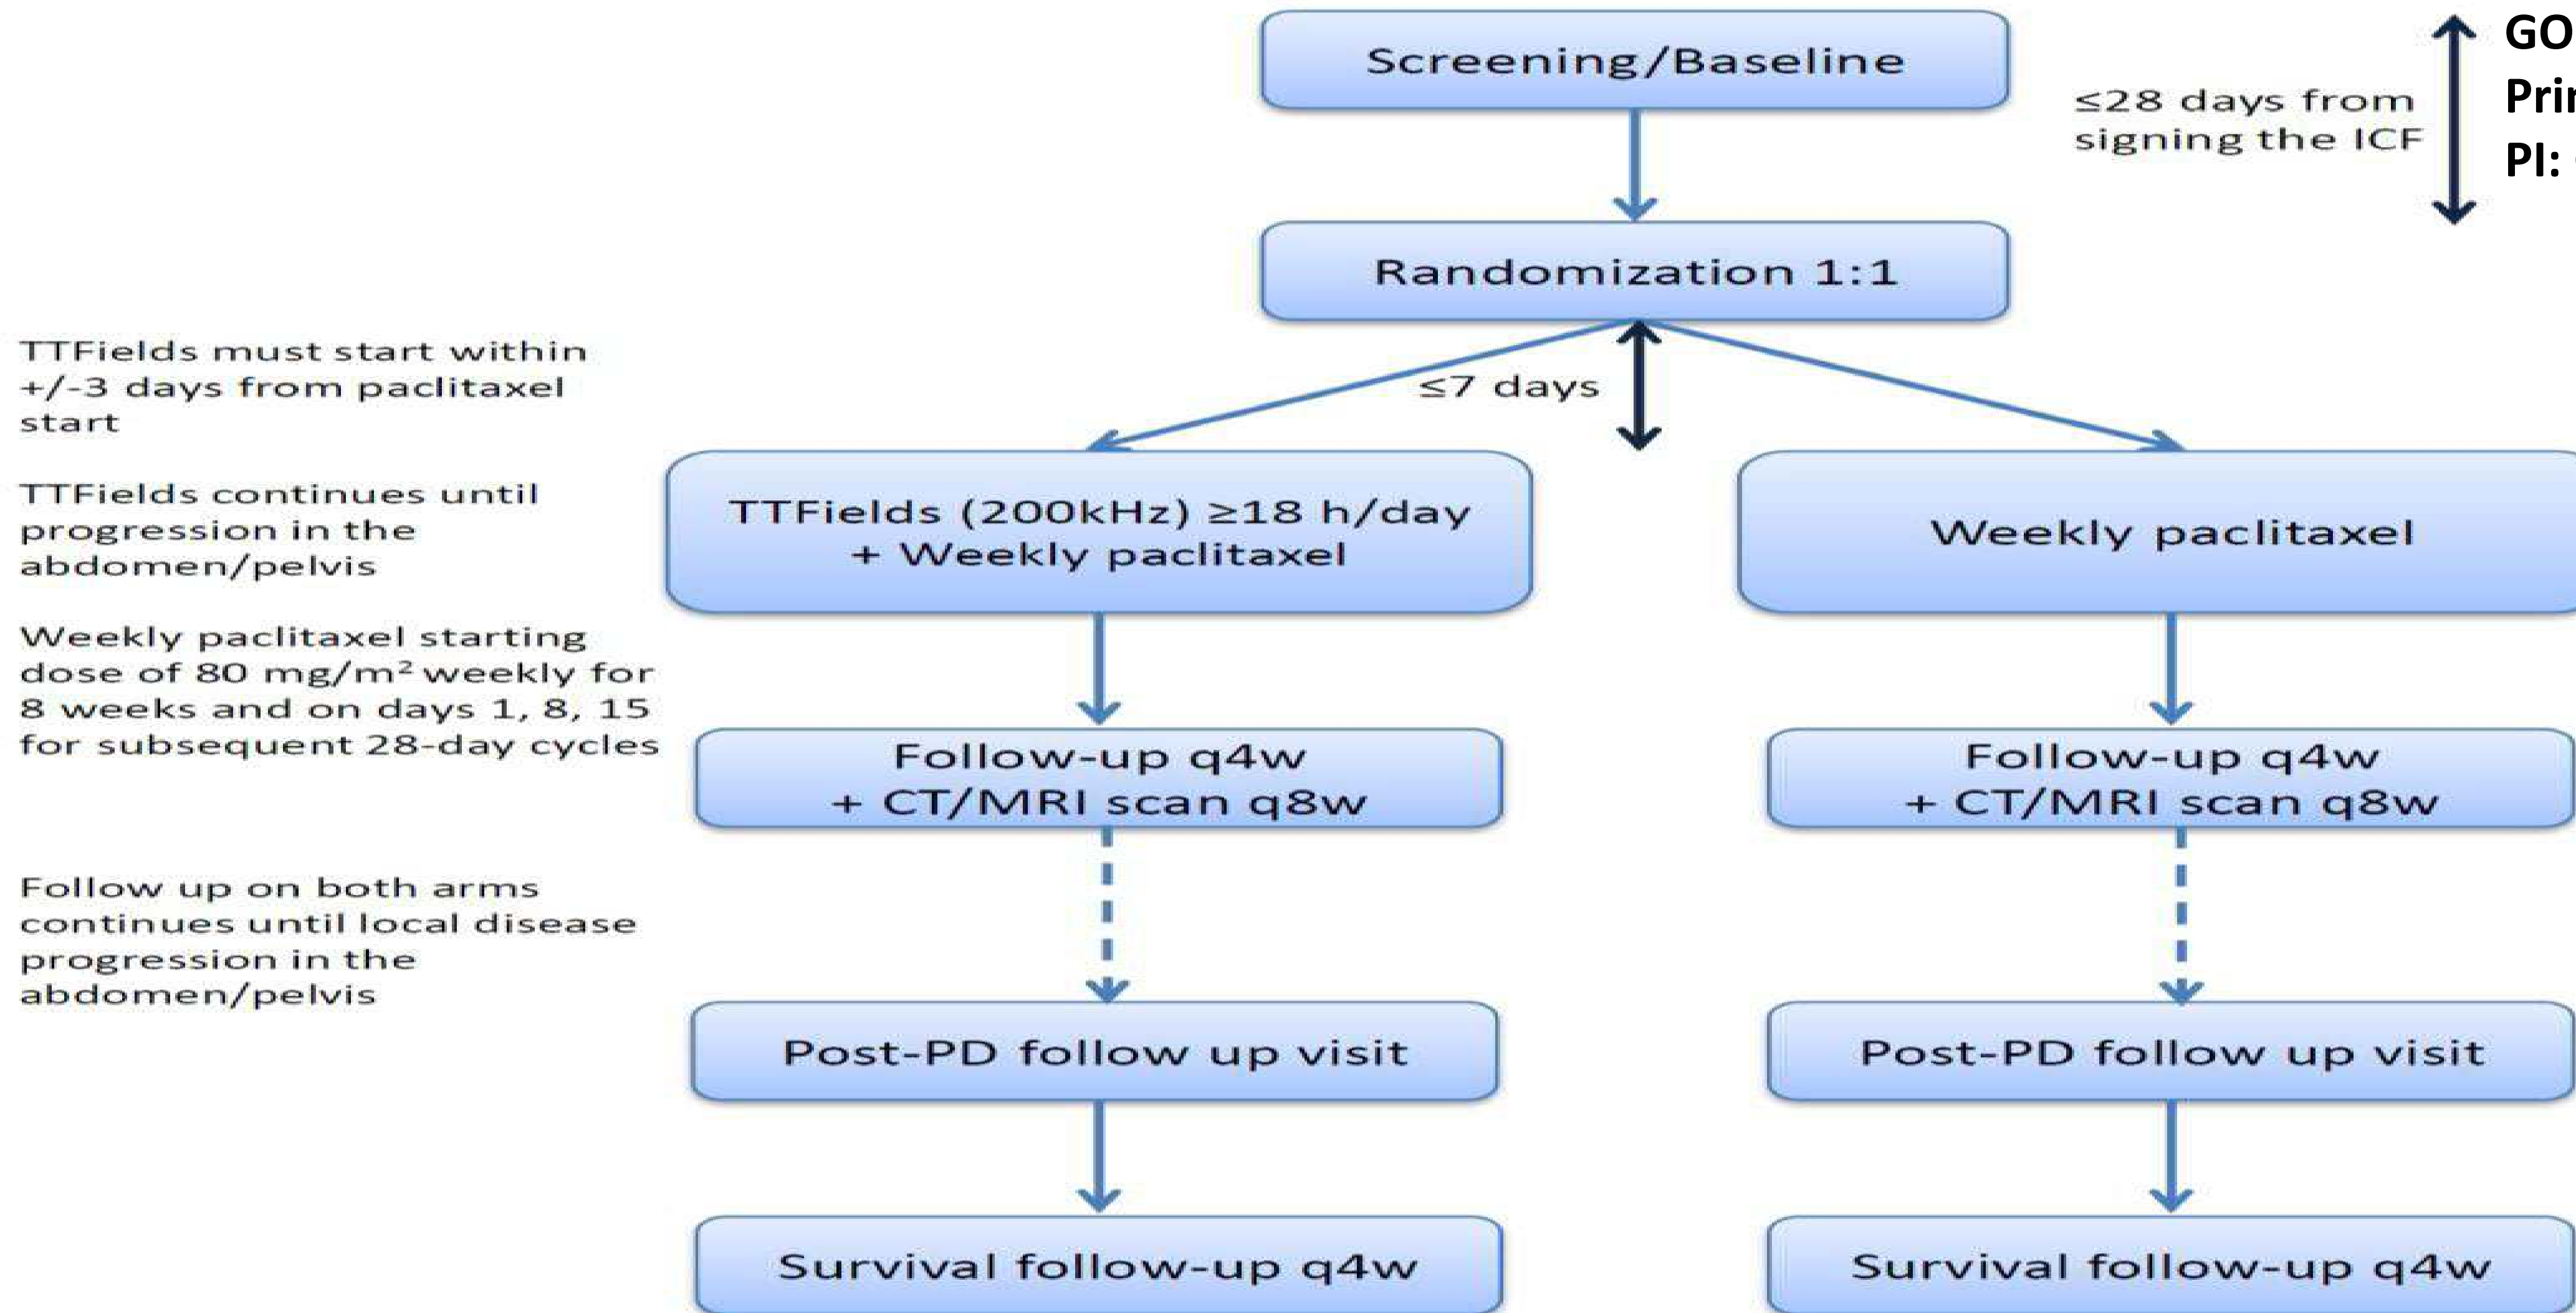 Screening/Baseline
≤28 days from
signing the ICF
PI:
Randomization 1:1
≤7 days
TTFields must start within
+/-3 days from paclitaxel
start
TTFields continues until
progression in the
abdomen/pelvis
Weekly paclitaxel starting
dose of 80 mg/m² weekly for
8 weeks and on days 1, 8, 15
for subsequent 28-day cycles
Follow up on both arms
continues until local disease
progression in the
abdomen/pelvis
TTFields (200kHz) ≥18 h/day
+ Weekly paclitaxel
Weekly paclitaxel
Follow-up q4w
+ CT/MRI scan q8w
Follow-up q4w
+ CT/MRI scan q8w
Post-PD follow up visit
Post-PD follow up visit
Survival follow-up q4w
Survival follow-up q4w